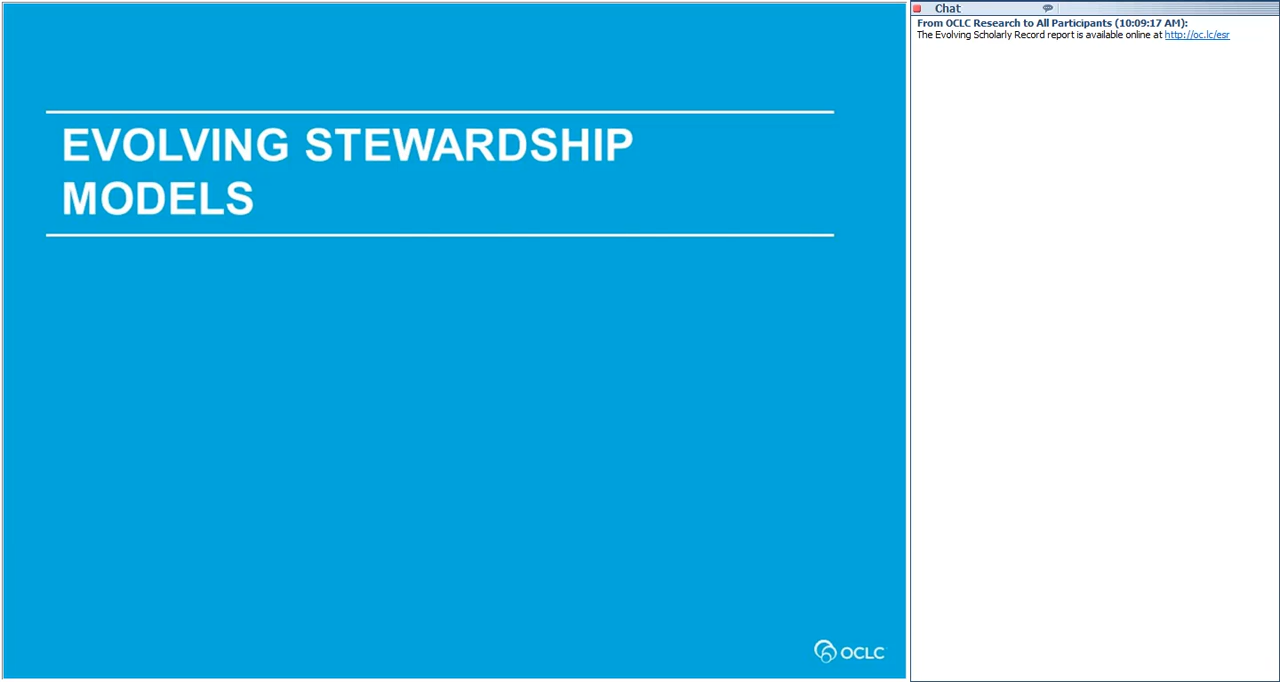 EVOLVING STEWARDSHIP
MODELS
OCLC
Chat
From OCLC Research to All Participants (10:09:17 AM):
The Evolving Scholarly Record report is available online at http://oc.lc/esr